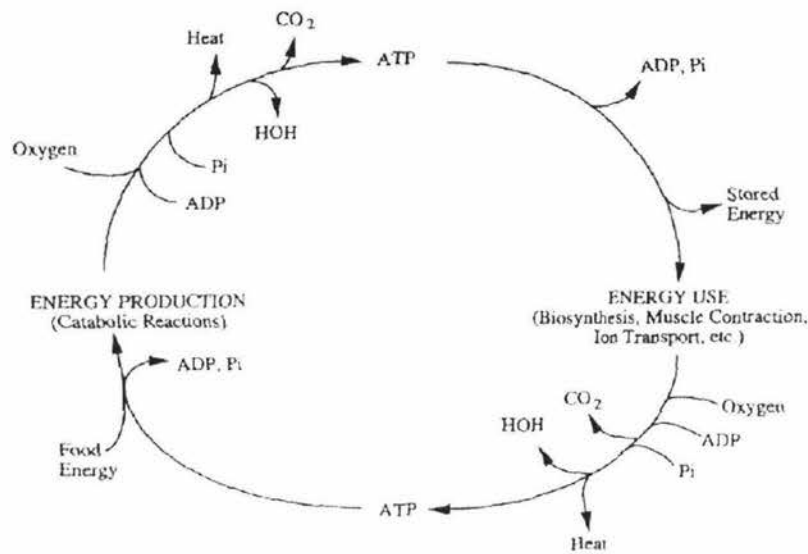 CO2
Heat
ATP
ADP, Pi
HOH
Oxygen
Pi
ADP
Stored
Energy
ENERGY PRODUCTION
(Catabolic Reactions)
ENERGY USE
(Biosynthesis, Muscle Contraction,
Ion Transport, etc.)
ADP, Pi
CO2
Oxygen
HOH
ADP
Food
Energy
Pi
ATP
Heat